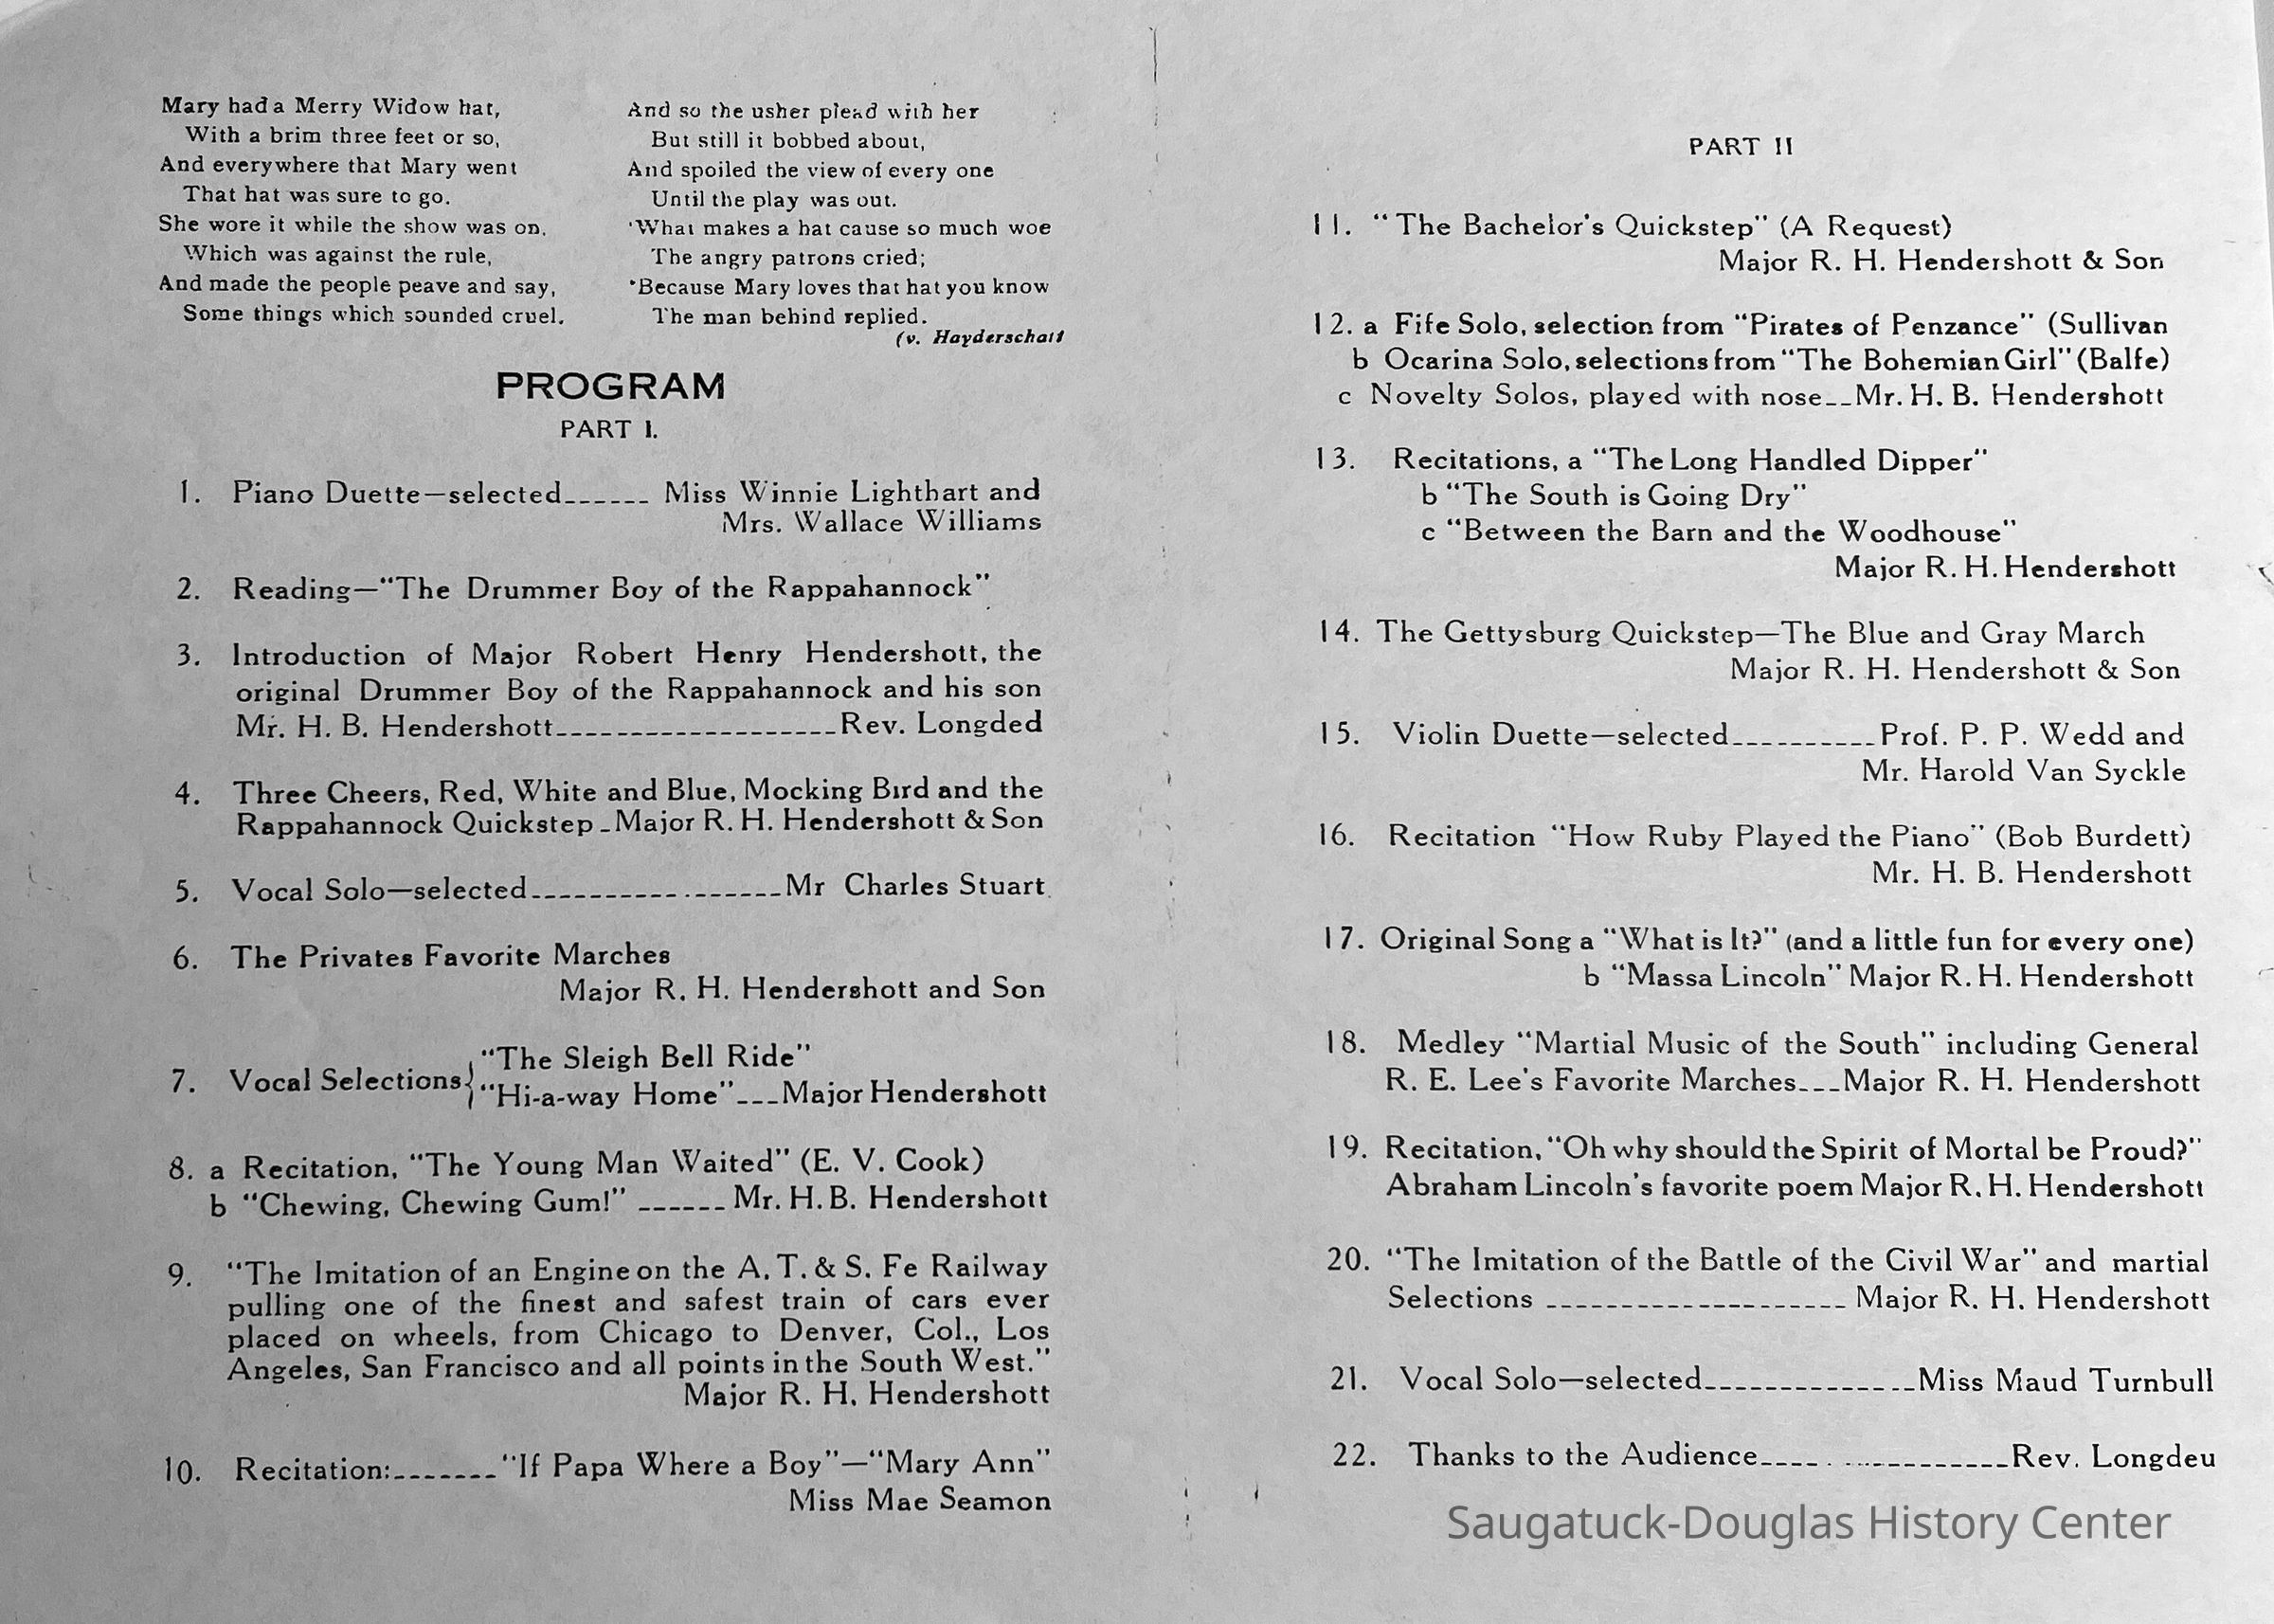 Mary had a Merry Widow hat,
With a brim three feet or so,
And everywhere that Mary went
That hat was sure to go.
She wore it while the show was on,
Which was against the rule,
And made the people peave and say,
Some things which sounded cruel.
And so the usher plead with her
But still it bobbed about,
And spoiled the view of every one
Until the play was out.
'What makes a hat cause so much woe
The angry patrons cried;
'Because Mary loves that hat you know
The man behind replied.
(v. Hayderschatt
PROGRAM
PART I.
1. Piano Duette—selected______ Miss Winnie Lighthart and
Mrs. Wallace Williams
2. Reading—"The Drummer Boy of the Rappahannock"
3. Introduction of Major Robert Henry Hendershott, the
original Drummer Boy of the Rappahannock and his son
Mr. H. B. Hendershott___________________Rev. Longded
4. Three Cheers, Red, White and Blue, Mocking Bird and the
Rappahannock Quickstep_Major R. H. Hendershott & Son
5. Vocal Solo—selected_________________Mr Charles Stuart
6. The Privates Favorite Marches
Major R. H. Hendershott and Son
7. Vocal Selections{"The Sleigh Bell Ride"
"Hi-a-way Home"___Major Hendershott
8. a Recitation, "The Young Man Waited" (E. V. Cook)
b "Chewing, Chewing Gum!" ______Mr. H. B. Hendershott
9. "The Imitation of an Engine on the A. T. & S. Fe Railway
pulling one of the finest and safest train of cars ever
placed on wheels, from Chicago to Denver, Col., Los
Angeles, San Francisco and all points in the South West."
Major R. H. Hendershott
10. Recitation:_______"If Papa Where a Boy"—"Mary Ann"
Miss Mae Seamon
PART II
11. "The Bachelor's Quickstep" (A Request)
Major R. H. Hendershott & Son
12. a Fife Solo, selection from "Pirates of Penzance" (Sullivan
b Ocarina Solo, selections from "The Bohemian Girl" (Balfe)
c Novelty Solos, played with nose__Mr. H. B. Hendershott
13. Recitations, a "The Long Handled Dipper"
b "The South is Going Dry"
c "Between the Barn and the Woodhouse"
Major R. H. Hendershott
14. The Gettysburg Quickstep—The Blue and Gray March
Major R. H. Hendershott & Son
15. Violin Duette—selected__________Prof. P. P. Wedd and
Mr. Harold Van Syckle
16. Recitation "How Ruby Played the Piano" (Bob Burdett)
Mr. H. B. Hendershott
17. Original Song a "What is It?" (and a little fun for every one)
b "Massa Lincoln" Major R. H. Hendershott
18. Medley "Martial Music of the South" including General
R. E. Lee's Favorite Marches___Major R. H. Hendershott
19. Recitation, "Oh why should the Spirit of Mortal be Proud?"
Abraham Lincoln's favorite poem Major R. H. Hendershott
20. "The Imitation of the Battle of the Civil War" and martial
Selections ____________________ Major R. H. Hendershott
21. Vocal Solo—selected______________Miss Maud Turnbull
22. Thanks to the Audience________________Rev. Longdeu
Saugatuck-Douglas History Center